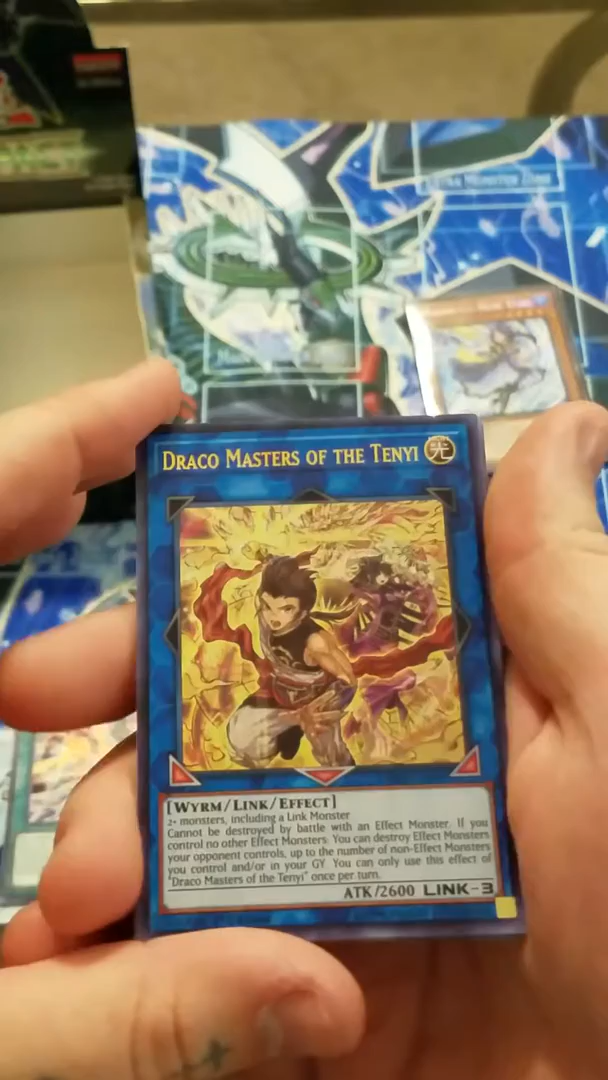 DRACO MASTERS OF THE TENYI
光
[WYRM/LINK/EFFECT]
2+ monsters, including a Link Monster
Cannot be destroyed by battle with an Effect Monster. If you
control no other Effect Monsters: You can destroy Effect Monsters
your opponent controls, up to the number of non-Effect Monsters
you control and/or in your GY. You can only use this effect of
"Draco Masters of the Tenyi" once per turn.
ATK/2600 LINK-3